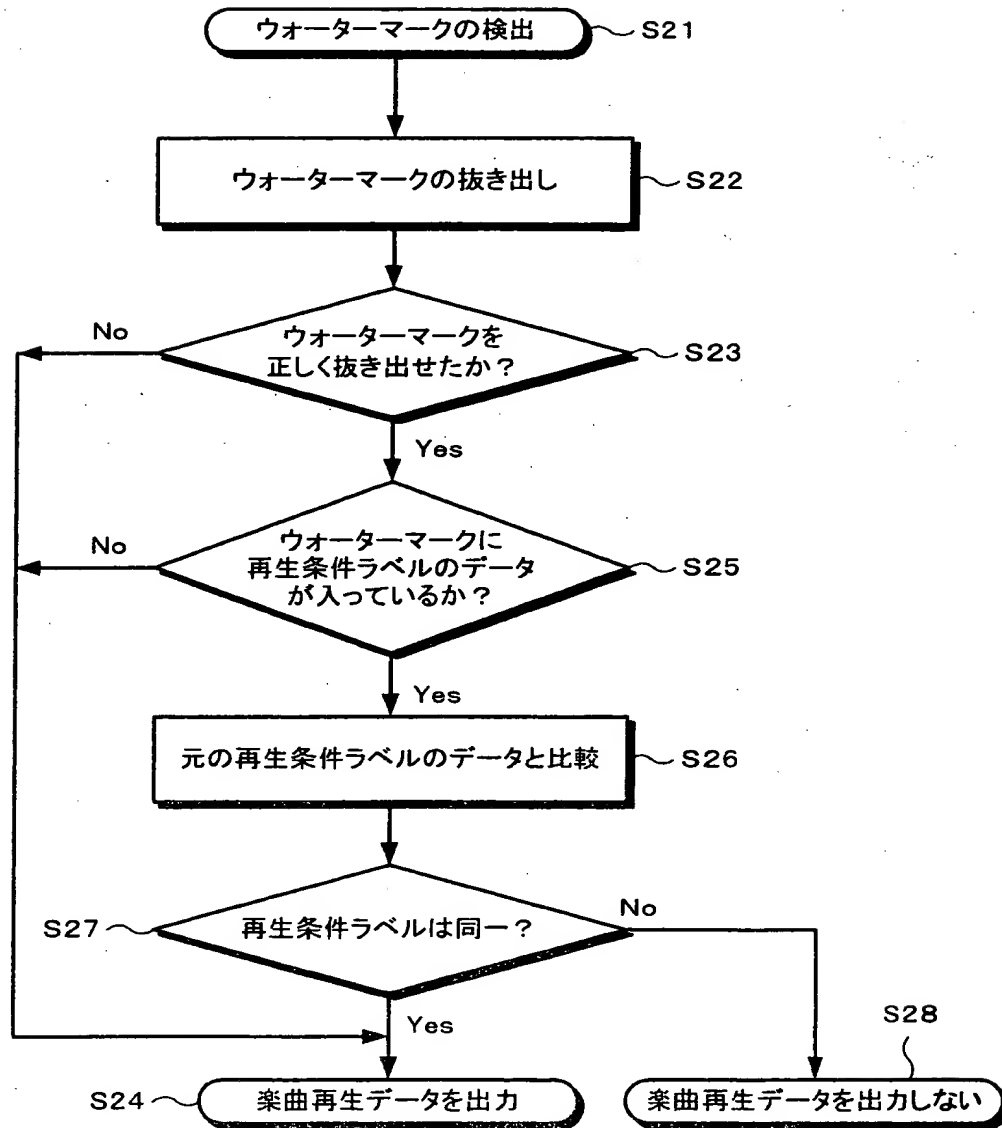 ウォーターマークの検出
S21
ウォーターマークの抜き出し
S22
ウォーターマークを
正しく抜き出せたか？
S23
No
Yes
ウォーターマークに
再生条件ラベルのデータ
が入っているか？
S25
No
Yes
元の再生条件ラベルのデータと比較
S26
S27
再生条件ラベルは同一？
No
Yes
S28
S24
楽曲再生データを出力
楽曲再生データを出力しない